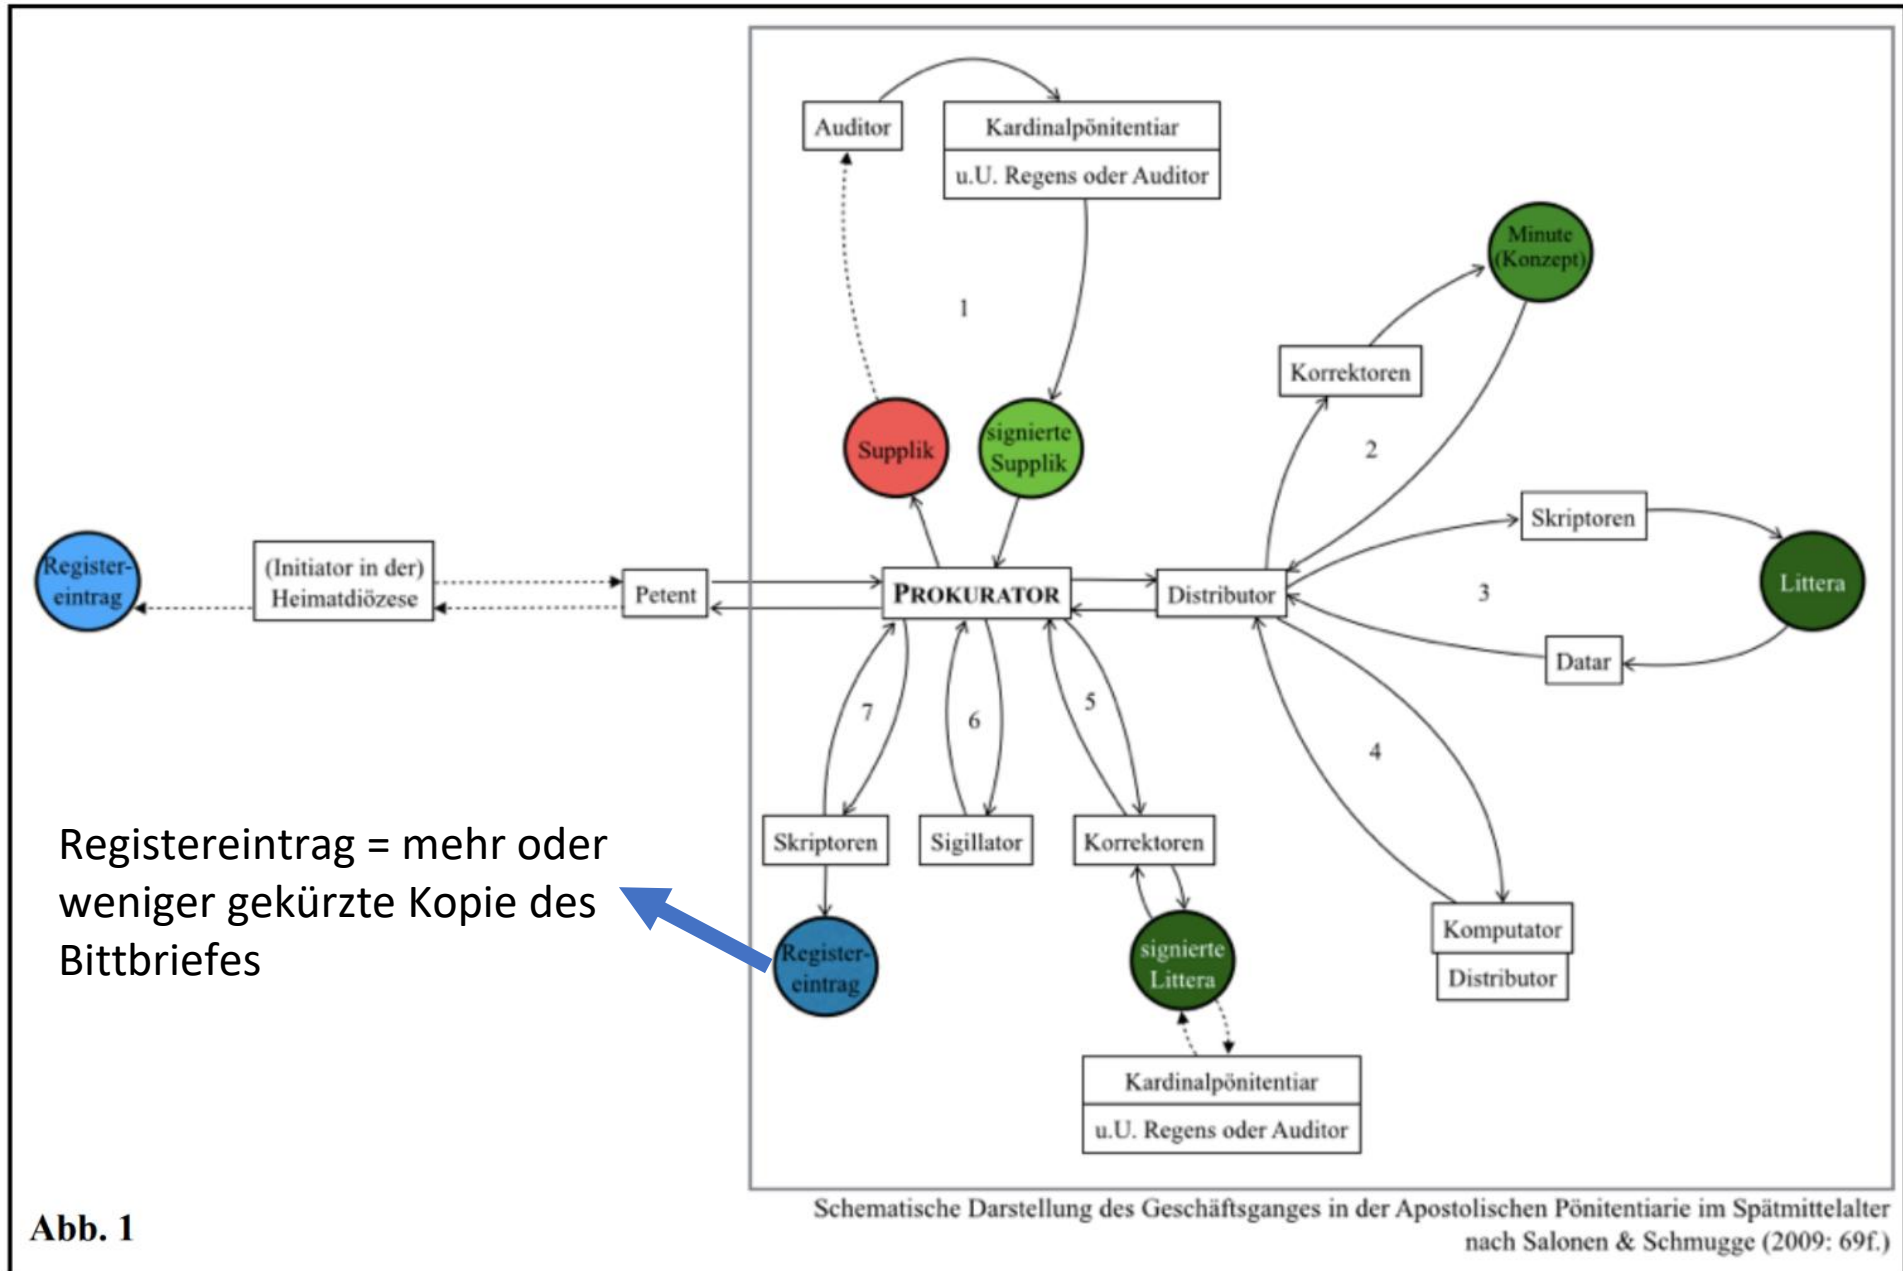 Auditor
Kardinalpönitentiar
u.U. Regens oder Auditor
1
Minute
(Konzept)
Korrektoren
2
Supplik
signierte
Supplik
Skriptoren
Littera
3
Datar
Register-
eintrag
(Initiator in der)
Heimatdiözese
Petent
PROKURATOR
Distributor
7
6
5
4
Skriptoren
Sigillator
Korrektoren
Registereintrag = mehr oder
weniger gekürzte Kopie des
Bittbriefes
Register-
eintrag
signierte
Littera
Komputator
Distributor
Kardinalpönitentiar
u.U. Regens oder Auditor
Schematische Darstellung des Geschäftsganges in der Apostolischen Pönitentiarie im Spätmittelalter
nach Salonen & Schmugge (2009: 69f.)
Abb. 1